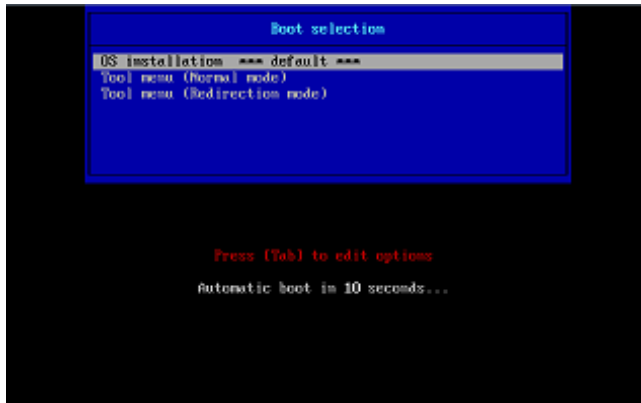 Boot selection
OS installation *** default ***
Tool menu (Normal mode)
Tool menu (Redirection mode)
Press [Tab] to edit options
Automatic boot in 10 seconds...